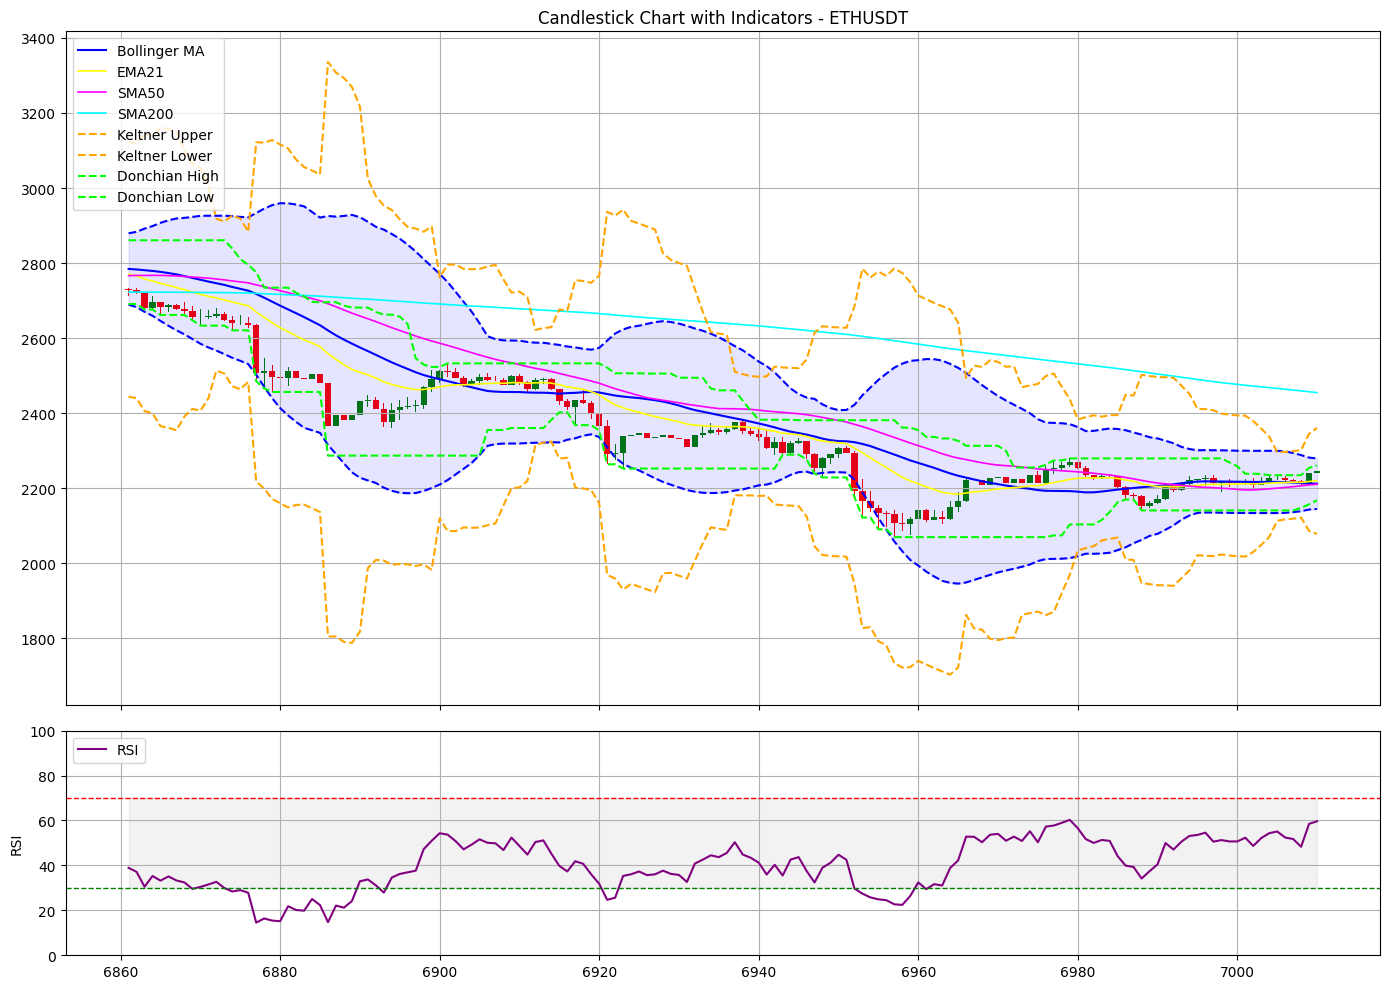 Candlestick Chart with Indicators - ETHUSDT
3400
3200
3000
2800
2600
2400
2200
2000
1800
Bollinger MA
EMA21
SMA50
SMA200
Keltner Upper
Keltner Lower
Donchian High
Donchian Low
100
80
60
40
20
0
RSI
RSI
6860 6880 6900 6920 6940 6960 6980 7000